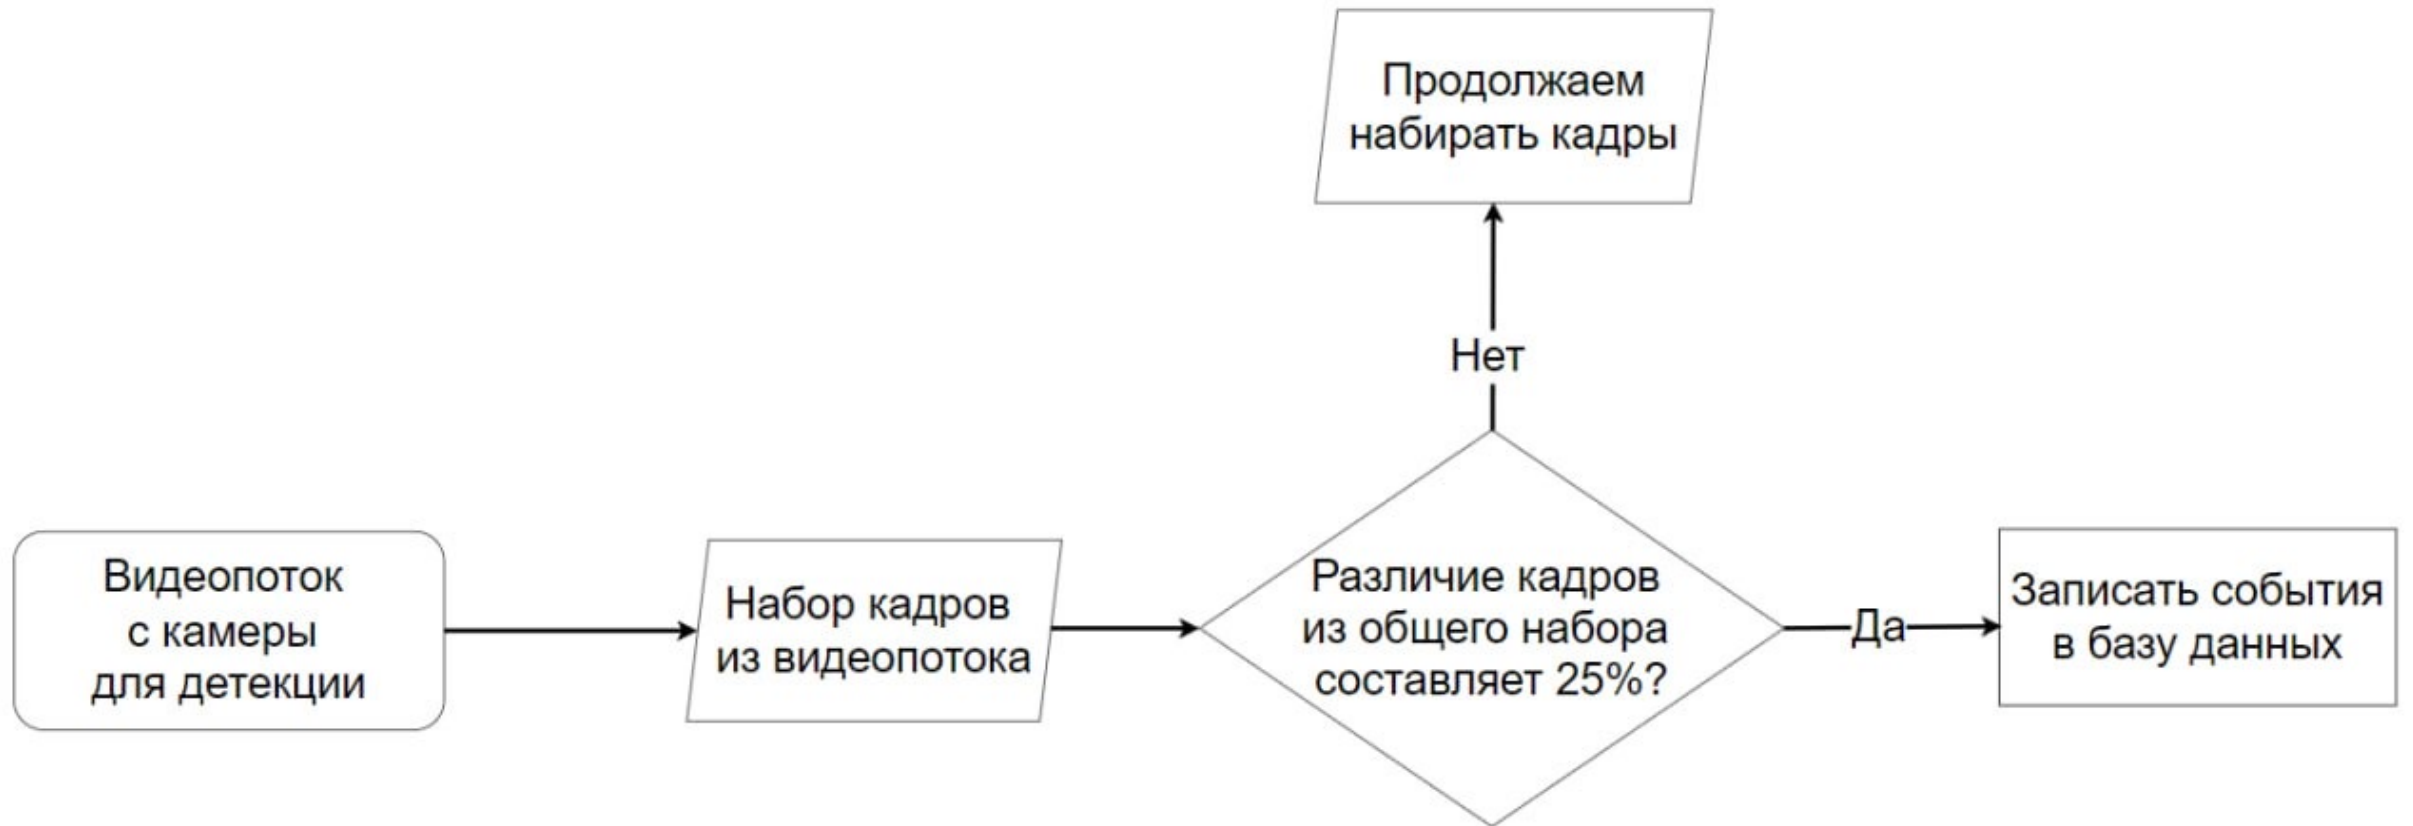 Продолжаем
набирать кадры
Нет
Видеопоток
с камеры
для детекции
Набор кадров
из видеопотока
Различие кадров
из общего набора
составляет 25%?
Да
Записать события
в базу данных